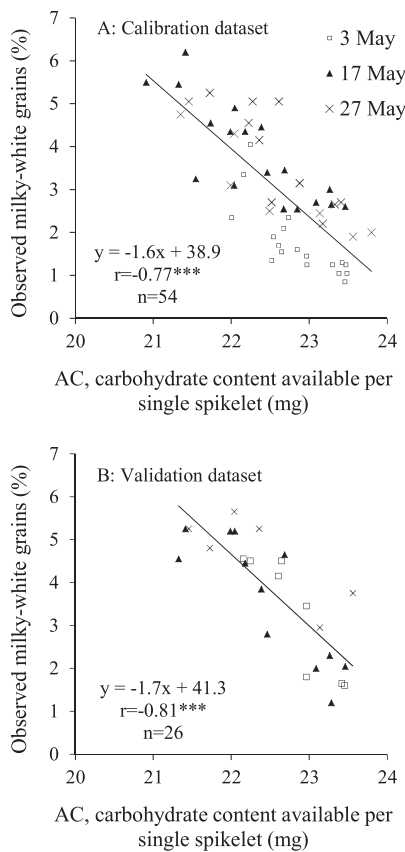 7
6
5
4
3
2
1
0
Observed milky-white grains (%)
A: Calibration dataset
3 May
17 May
27 May
y = -1.6x + 38.9
r=-0.77***
n=54
20 21 22 23 24
AC, carbohydrate content available per
single spikelet (mg)
7
6
5
4
3
2
1
0
Observed milky-white grains (%)
B: Validation dataset
y = -1.7x + 41.3
r=-0.81***
n=26
20 21 22 23 24
AC, carbohydrate content available per
single spikelet (mg)